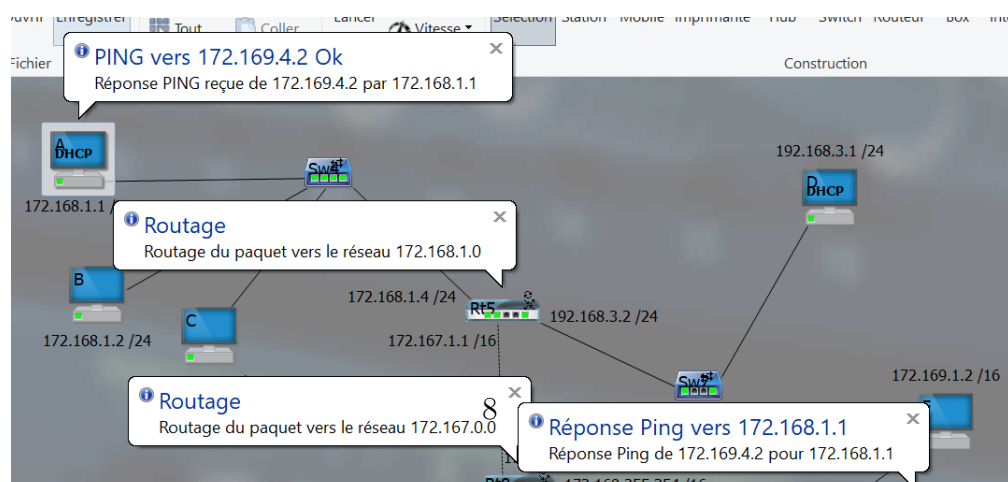 Enregistrer
Tout
Coller
Lancer
Vitesse
Sélection Station Mobile Imprimante Hub Switch Routeur Box
Fichier
Construction
PING vers 172.169.4.2 Ok
Réponse PING reçue de 172.169.4.2 par 172.168.1.1
A
DHCP
Sw4
192.168.3.1 /24
D
DHCP
172.168.1.1 /
Routage
Routage du paquet vers le réseau 172.168.1.0
B
172.168.1.2 /24
C
172.168.1.4 /24
Rt5
192.168.3.2 /24
172.167.1.1 /16
Sw7
172.169.1.2 /16
Routage
8
Routage du paquet vers le réseau 172.167.0.0
Réponse Ping vers 172.168.1.1
Réponse Ping de 172.169.4.2 pour 172.168.1.1